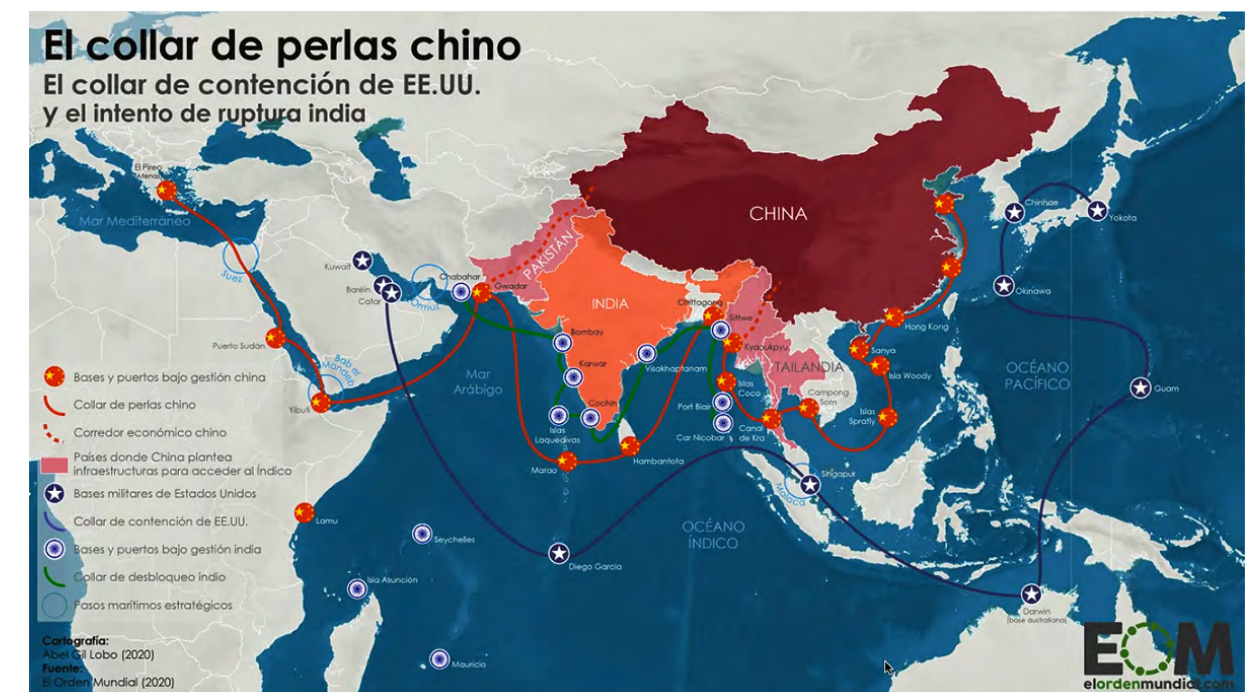 El collar de perlas chino
El collar de contención de EE.UU.
y el intento de ruptura india
El Pireo
(Atenas)
Mar Mediterráneo
Suez
Kuwait
Baréin
Catar
Ormuz
Chabahar
Gwadar
PAKISTÁN
CHINA
INDIA
Chittagong
Sittwe
Kyaukpyu
Hong Kong
Sanya
Isla Woody
TAILANDIA
Chinhae
Yokota
Okinawa
OCÉANO
PACÍFICO
Guam
Puerto Sudán
Bab el
Mandeb
Yibuti
Mar
Arábigo
Bombay
Karwar
Cochin
Islas
Laquedivas
Visakhaptanam
Islas
Coco
Port Blair
Car Nicobar
Canal
de Kra
Campong
Som
Islas
Spratly
Marao
Hambantota
Singapur
Malaca
OCÉANO
ÍNDICO
Lamu
Seychelles
Diego García
Isla Asunción
Mauricio
Darwin
(base australiana)
Bases y puertos bajo gestión china
Collar de perlas chino
Corredor económico chino
Países donde China plantea
infraestructuras para acceder al Índico
Bases militares de Estados Unidos
Collar de contención de EE.UU.
Bases y puertos bajo gestión india
Collar de desbloqueo indio
Pasos marítimos estratégicos
Cartografía:
Abel Gil Lobo (2020)
Fuente:
El Orden Mundial (2020)
EOM
elordenmundial.com